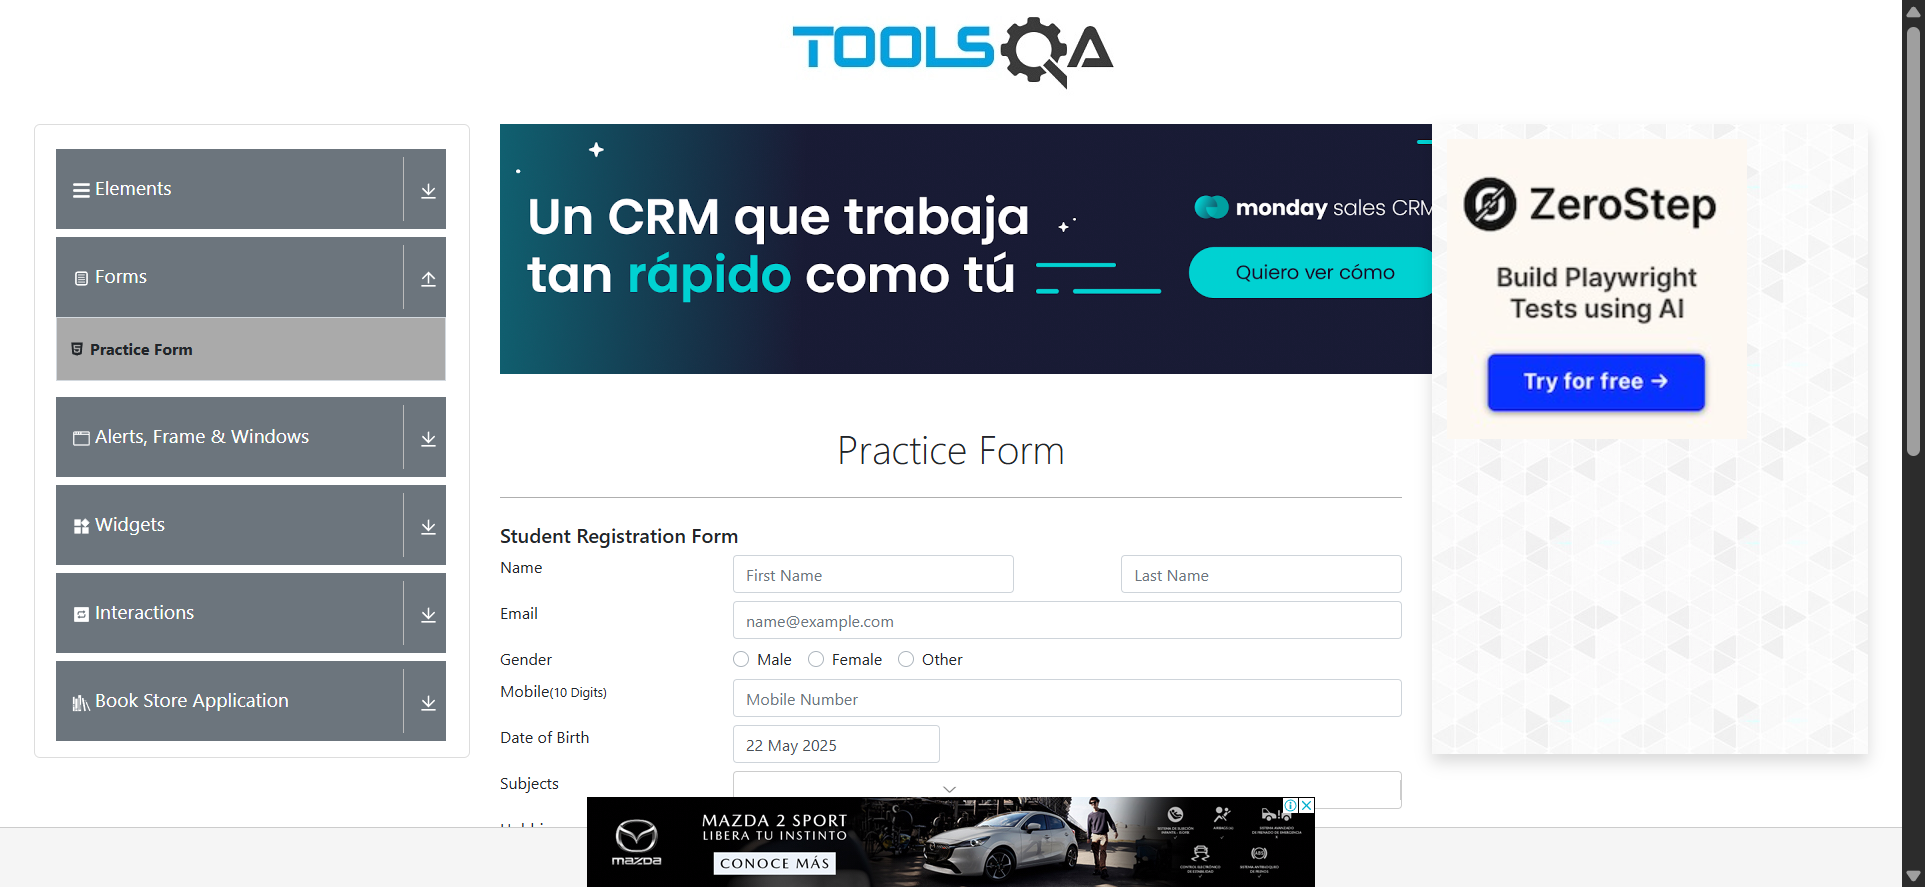 TOOLSQA
Elements
Forms
Practice Form
Alerts, Frame & Windows
Widgets
Interactions
Book Store Application
Un CRM que trabaja
tan rápido como tú
monday sales CRM
Quiero ver cómo
ZeroStep
Build Playwright
Tests using AI
Try for free →
Practice Form
Student Registration Form
Name
First Name
Last Name
Email
name@example.com
Gender
Male
Female
Other
Mobile(10 Digits)
Mobile Number
Date of Birth
22 May 2025
Subjects
MAZDA 2 SPORT
LIBERA TU INSTINTO
CONOCE MÁS
mazda